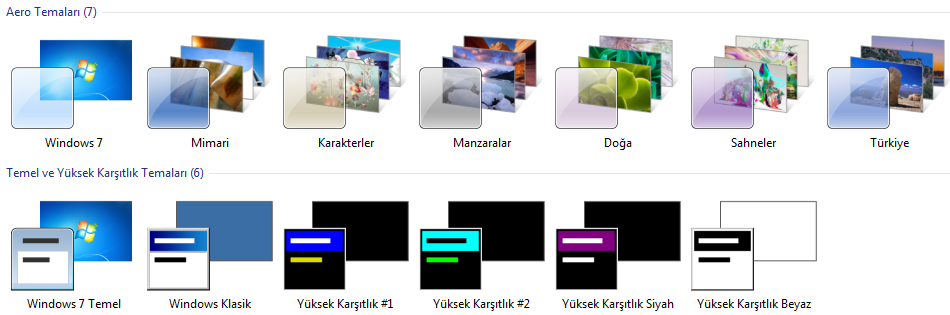 Aero Temaları (7)
Windows 7
Mimari
Karakterler
Manzaralar
Doğa
Sahneler
Türkiye
Temel ve Yüksek Karşıtlık Temaları (6)
Windows 7 Temel
Windows Klasik
Yüksek Karşıtlık #1
Yüksek Karşıtlık #2
Yüksek Karşıtlık Siyah
Yüksek Karşıtlık Beyaz